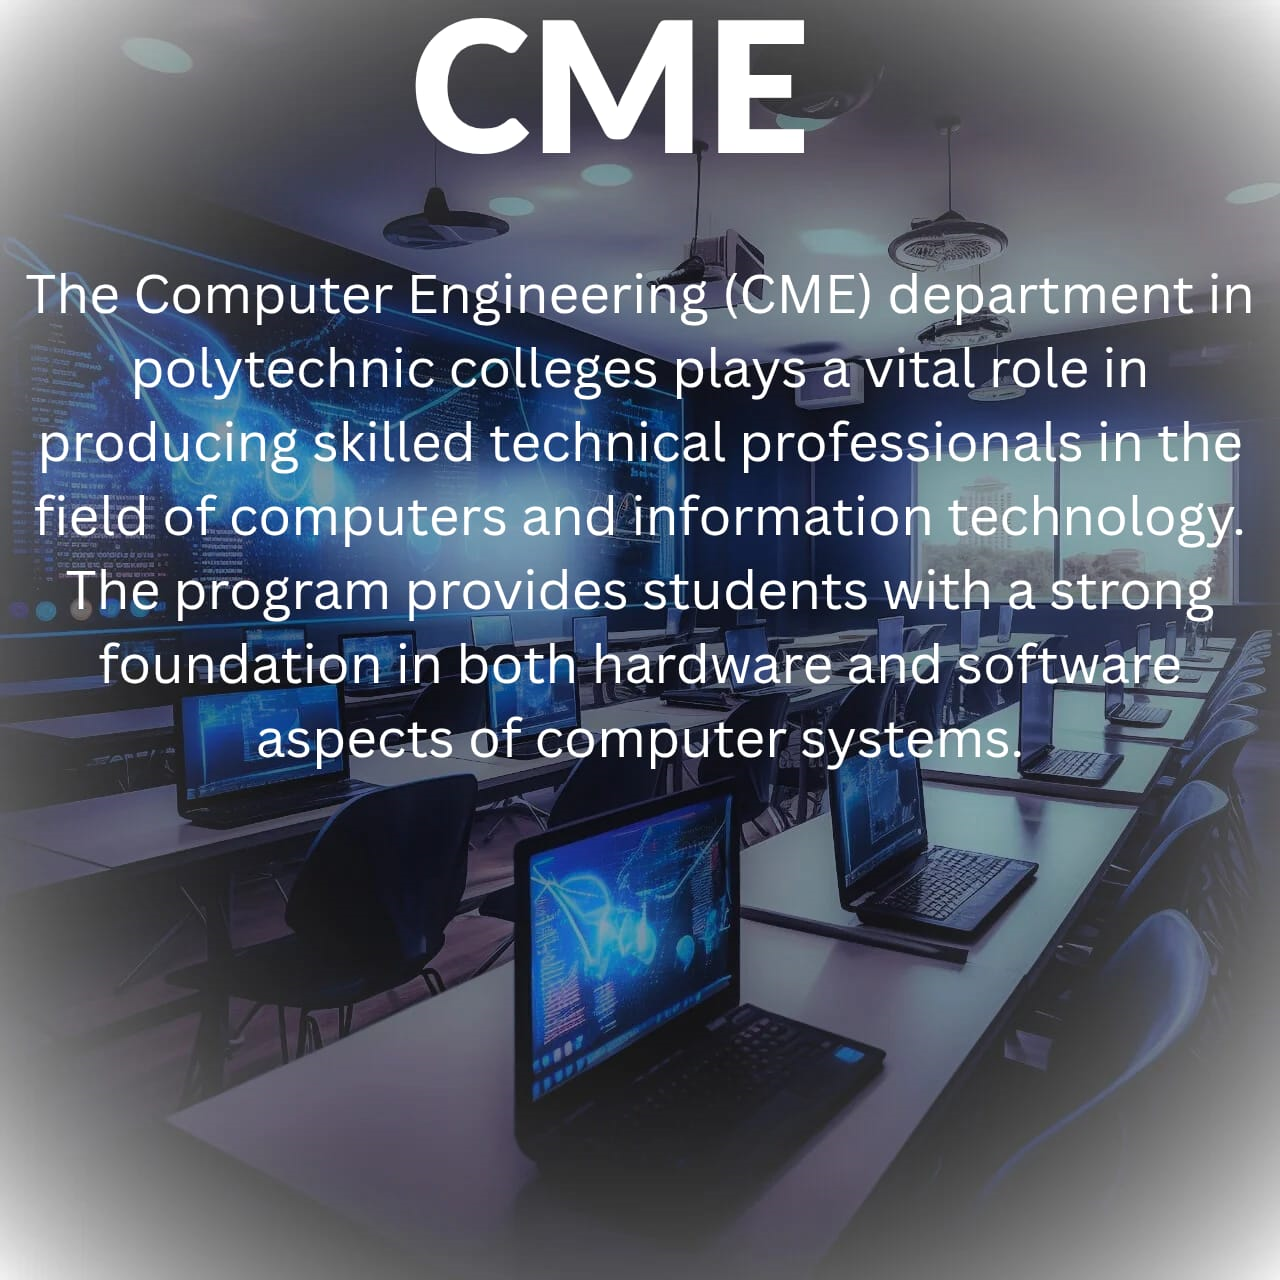 CME
The Computer Engineering (CME) department in
polytechnic colleges plays a vital role in
producing skilled technical professionals in the
field of computers and information technology.
The program provides students with a strong
foundation in both hardware and software
aspects of computer systems.